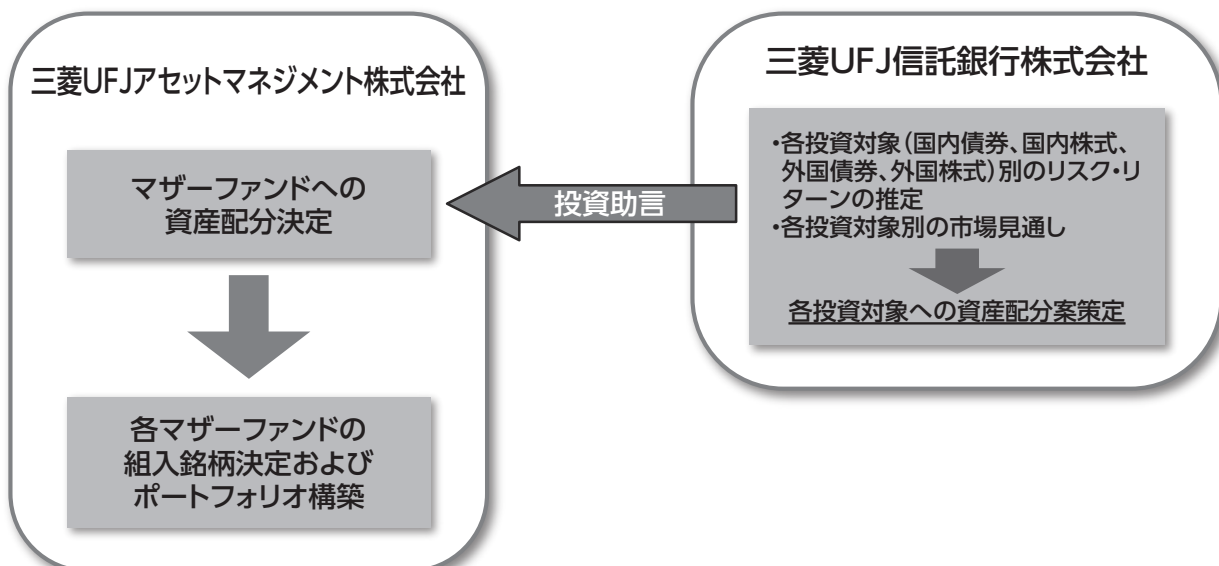 三菱UFJアセットマネジメント株式会社
マザーファンドへの
資産配分決定
各マザーファンドの
組入銘柄決定および
ポートフォリオ構築
投資助言
三菱UFJ信託銀行株式会社
・各投資対象(国内債券、国内株式、
外国債券、外国株式)別のリスク・リ
ターンの推定
・各投資対象別の市場見通し
各投資対象への資産配分案策定